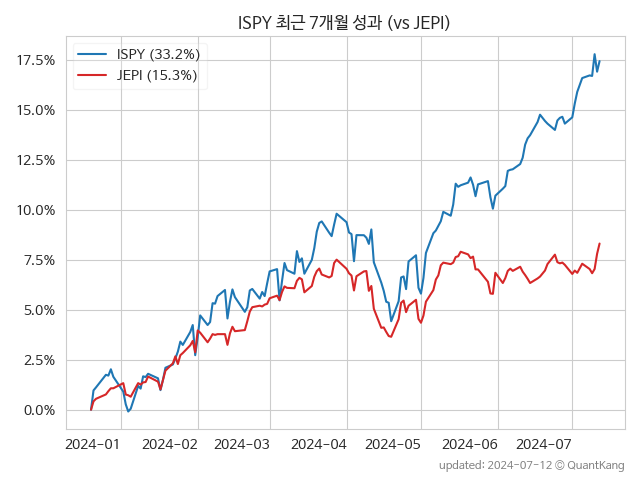 ISPY 최근 7개월 성과 (vs JEPI)
ISPY (33.2%)
JEPI (15.3%)
17.5%
15.0%
12.5%
10.0%
7.5%
5.0%
2.5%
0.0%
2024-01 2024-02 2024-03 2024-04 2024-05 2024-06 2024-07
updated: 2024-07-12 © QuantKang